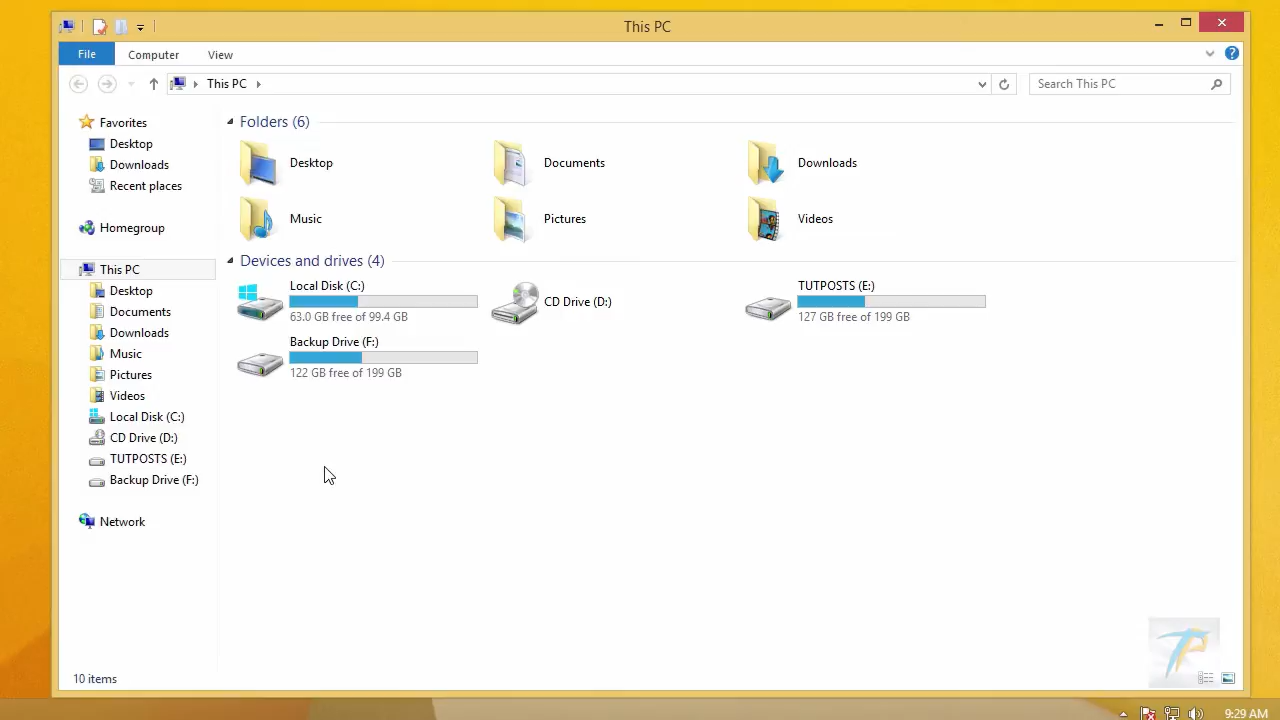 This PC
File
Computer
View
This PC
Search This PC
Favorites
Desktop
Downloads
Recent places
Homegroup
This PC
Desktop
Documents
Downloads
Music
Pictures
Videos
Local Disk (C:)
CD Drive (D:)
TUTPOSTS (E:)
Backup Drive (F:)
Network
Folders (6)
Desktop
Documents
Downloads
Music
Pictures
Videos
Devices and drives (4)
Local Disk (C:)
63.0 GB free of 99.4 GB
CD Drive (D:)
TUTPOSTS (E:)
127 GB free of 199 GB
Backup Drive (F:)
122 GB free of 199 GB
10 items
9:29 AM